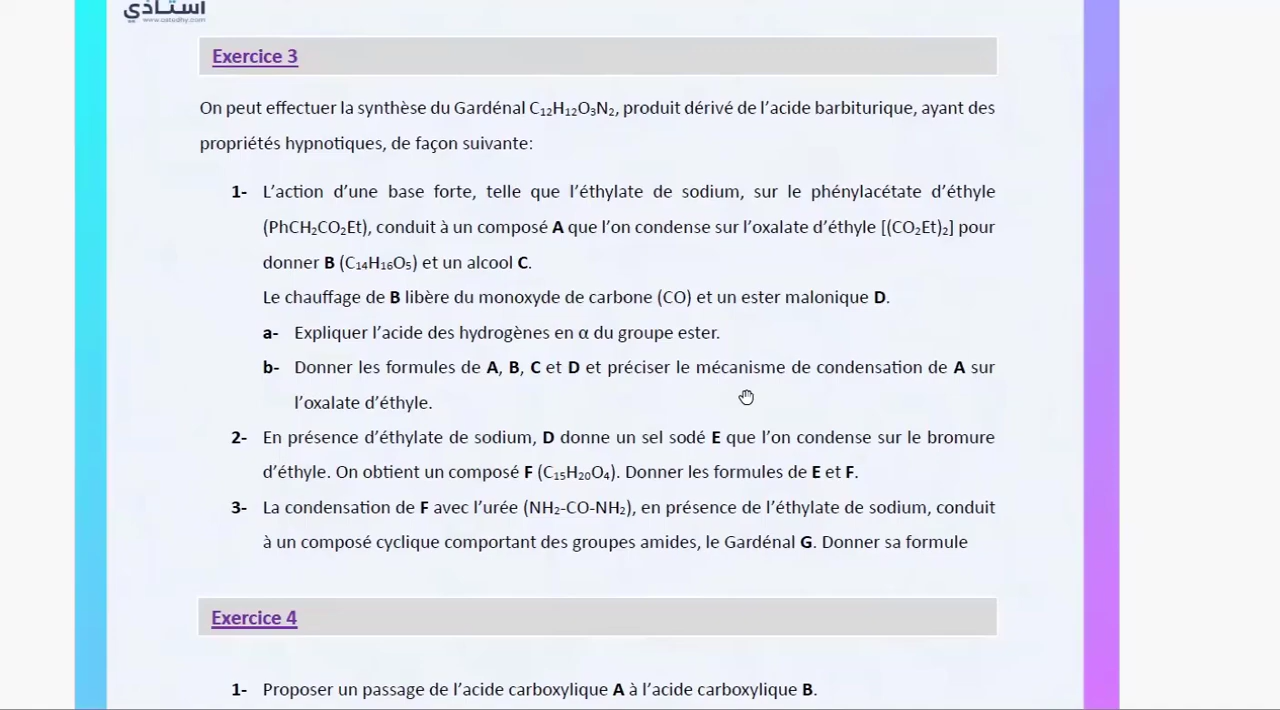 استاذي
www.ostadhy.com
Exercice 3
On peut effectuer la synthèse du Gardénal C₁₂H₁₂O₃N₂, produit dérivé de l’acide barbiturique, ayant des
propriétés hypnotiques, de façon suivante:
1- L’action d’une base forte, telle que l’éthylate de sodium, sur le phénylacétate d’éthyle
(PhCH₂CO₂Et), conduit à un composé A que l’on condense sur l’oxalate d’éthyle [(CO₂Et)₂] pour
donner B (C₁₄H₁₆O₅) et un alcool C.
Le chauffage de B libère du monoxyde de carbone (CO) et un ester malonique D.
a- Expliquer l’acide des hydrogènes en α du groupe ester.
b- Donner les formules de A, B, C et D et préciser le mécanisme de condensation de A sur
l’oxalate d’éthyle.
2- En présence d’éthylate de sodium, D donne un sel sodé E que l’on condense sur le bromure
d’éthyle. On obtient un composé F (C₁₅H₂₀O₄). Donner les formules de E et F.
3- La condensation de F avec l’urée (NH₂-CO-NH₂), en présence de l’éthylate de sodium, conduit
à un composé cyclique comportant des groupes amides, le Gardénal G. Donner sa formule
Exercice 4
1- Proposer un passage de l’acide carboxylique A à l’acide carboxylique B.